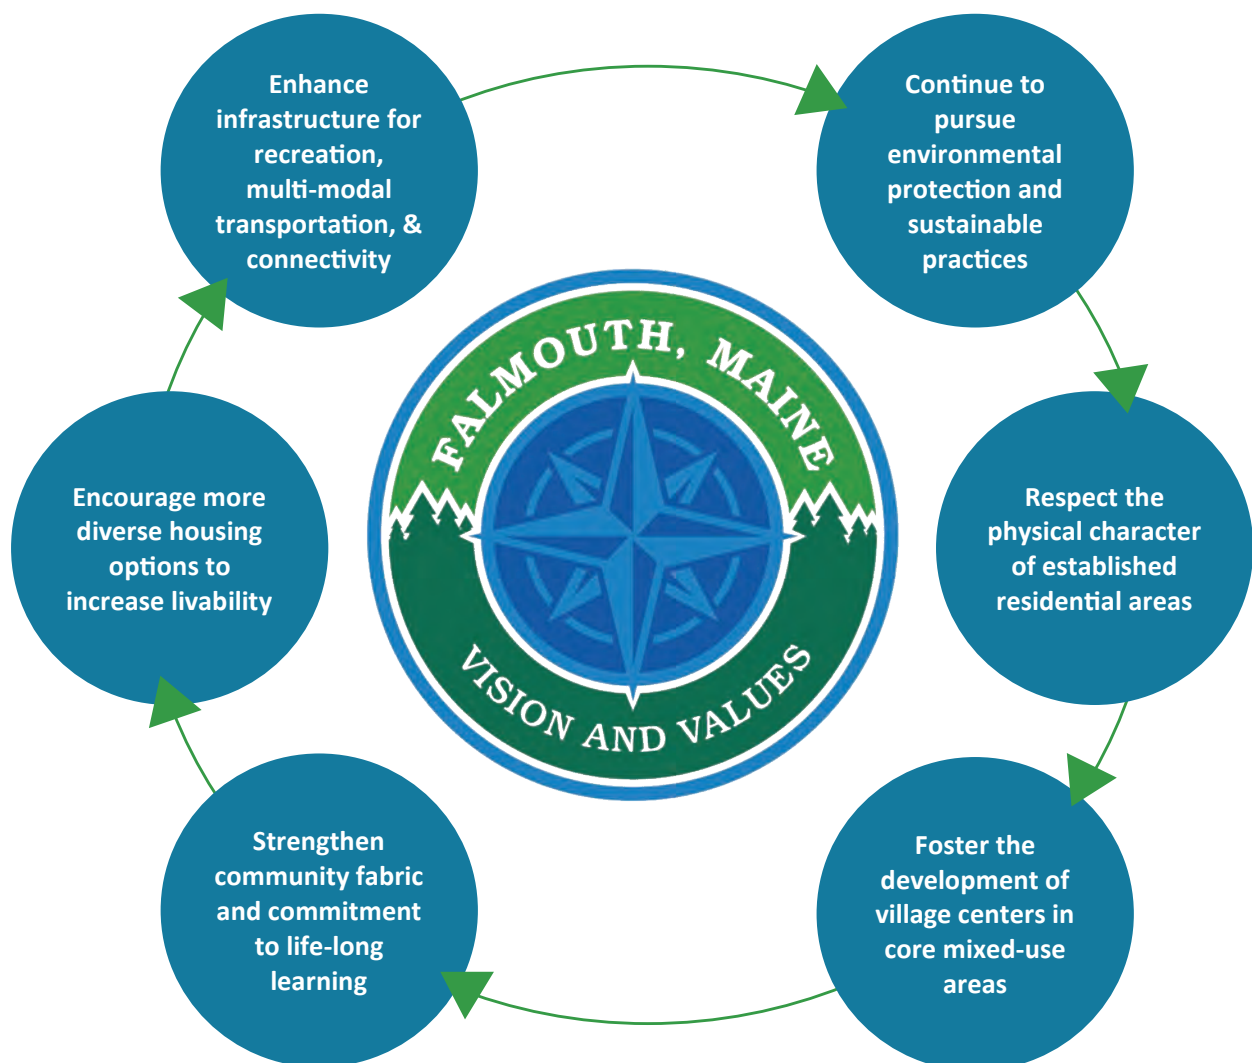 Enhance
infrastructure for
recreation,
multi-modal
transportation, &
connectivity
Continue to
pursue
environmental
protection and
sustainable
practices
FALMOUTH, MAINE
VISION AND VALUES
Encourage more
diverse housing
options to
increase livability
Respect the
physical character
of established
residential areas
Strengthen
community fabric
and commitment
to life-long
learning
Foster the
development of
village centers in
core mixed-use
areas